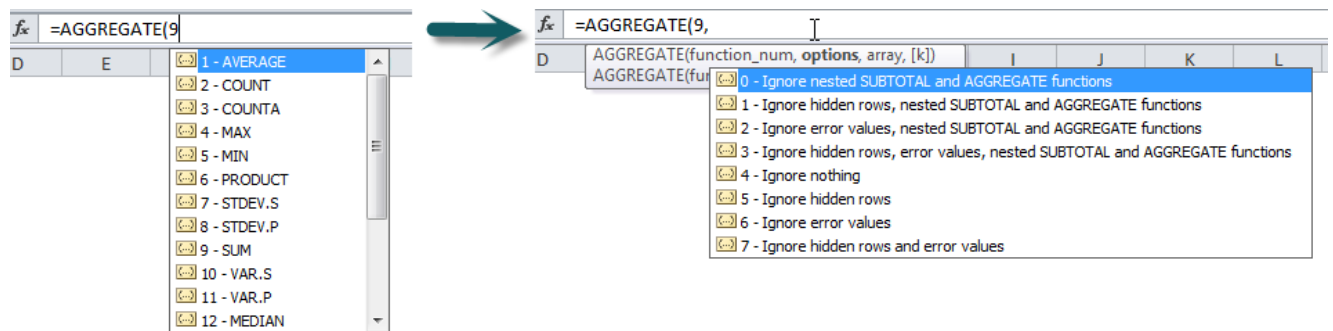 fx =AGGREGATE(9
D E
1 - AVERAGE
2 - COUNT
3 - COUNTA
4 - MAX
5 - MIN
6 - PRODUCT
7 - STDEV.S
8 - STDEV.P
9 - SUM
10 - VAR.S
11 - VAR.P
12 - MEDIAN
fx =AGGREGATE(9,
D I J K L
AGGREGATE(function_num, options, array, [k])
AGGREGATE(fun
0 - Ignore nested SUBTOTAL and AGGREGATE functions
1 - Ignore hidden rows, nested SUBTOTAL and AGGREGATE functions
2 - Ignore error values, nested SUBTOTAL and AGGREGATE functions
3 - Ignore hidden rows, error values, nested SUBTOTAL and AGGREGATE functions
4 - Ignore nothing
5 - Ignore hidden rows
6 - Ignore error values
7 - Ignore hidden rows and error values